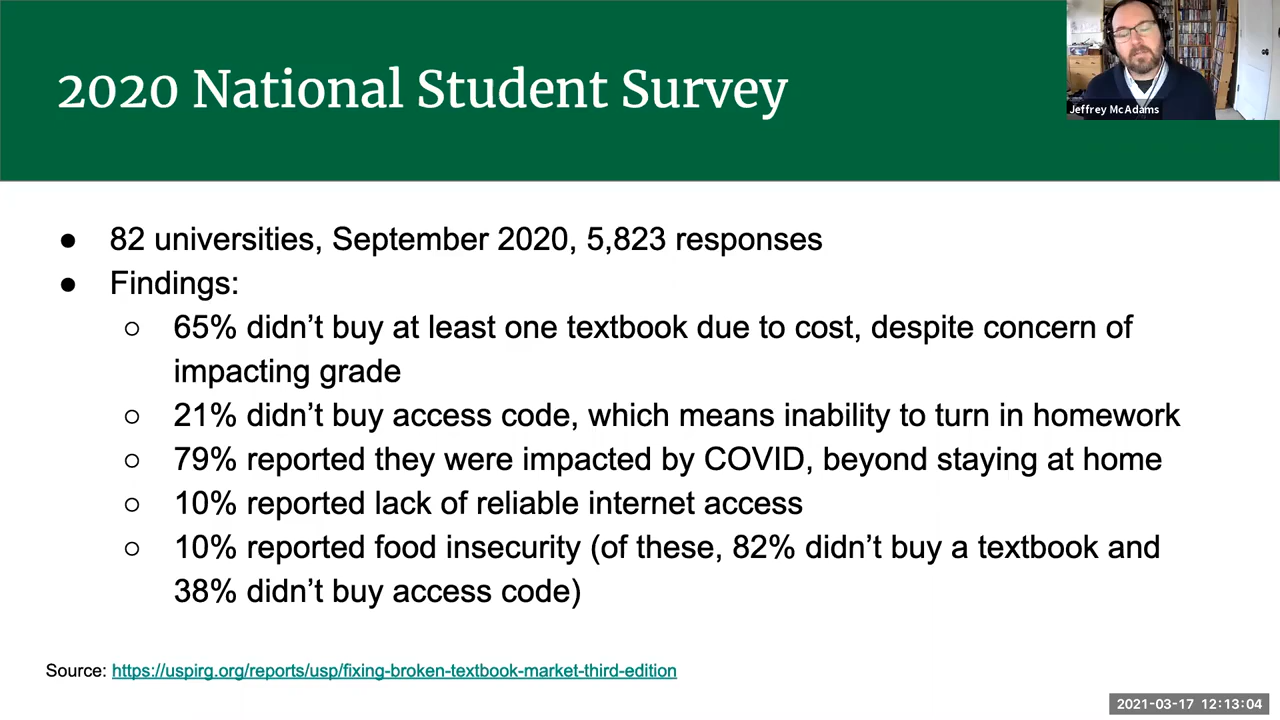 2020 National Student Survey
Jeffrey McAdams
● 82 universities, September 2020, 5,823 responses
● Findings:
○ 65% didn’t buy at least one textbook due to cost, despite concern of
impacting grade
○ 21% didn’t buy access code, which means inability to turn in homework
○ 79% reported they were impacted by COVID, beyond staying at home
○ 10% reported lack of reliable internet access
○ 10% reported food insecurity (of these, 82% didn’t buy a textbook and
38% didn’t buy access code)
Source: https://uspirg.org/reports/usp/fixing-broken-textbook-market-third-edition
2021-03-17 12:13:04